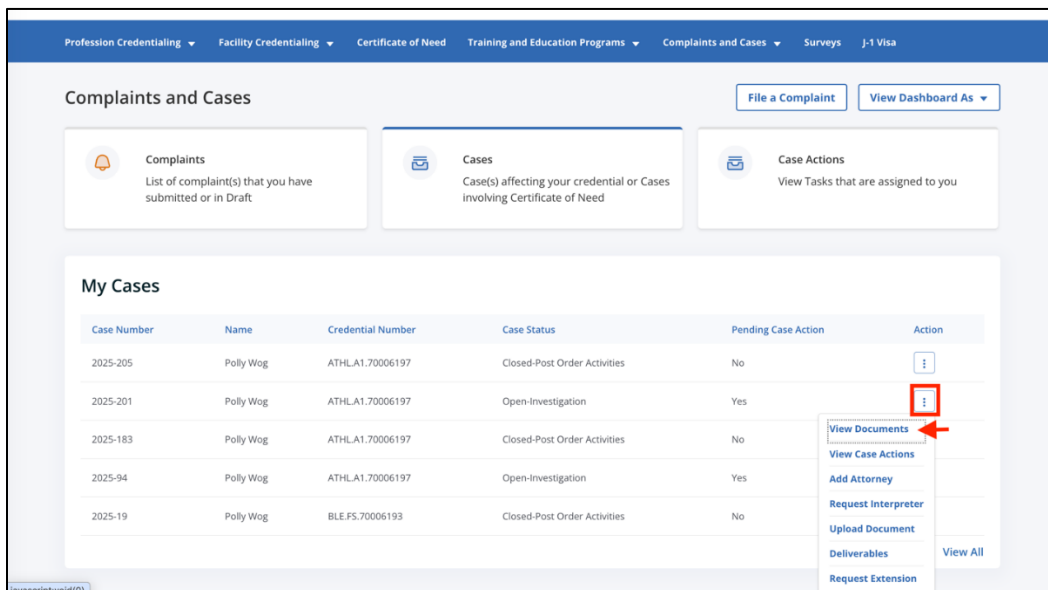 Profession Credentialing Facility Credentialing Certificate of Need Training and Education Programs Complaints and Cases Surveys J-1 Visa
Complaints and Cases File a Complaint View Dashboard As
Complaints
List of complaint(s) that you have
submitted or in Draft
Cases
Case(s) affecting your credential or Cases
involving Certificate of Need
Case Actions
View Tasks that are assigned to you
My Cases
Case Number Name Credential Number Case Status Pending Case Action Action
2025-205 Polly Wog ATHL.A1.70006197 Closed-Post Order Activities No
2025-201 Polly Wog ATHL.A1.70006197 Open-Investigation Yes
2025-183 Polly Wog ATHL.A1.70006197 Closed-Post Order Activities No
2025-94 Polly Wog ATHL.A1.70006197 Open-Investigation Yes
2025-19 Polly Wog BLE.FS.70006193 Closed-Post Order Activities No
View Documents
View Case Actions
Add Attorney
Request Interpreter
Upload Document
Deliverables
Request Extension
View All